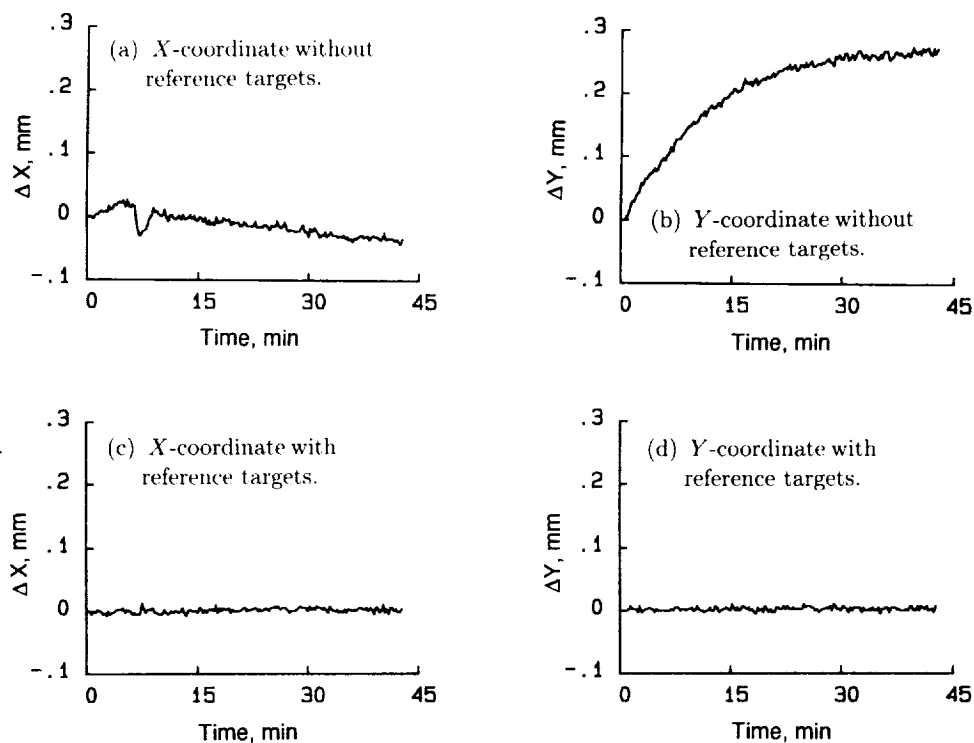 .3
.2
.1
0
-.1
ΔX, mm
(a) X-coordinate without
reference targets.
0 15 30 45
Time, min
.3
.2
.1
0
-.1
ΔY, mm
(b) Y-coordinate without
reference targets.
0 15 30 45
Time, min
.3
.2
.1
0
-.1
ΔX, mm
(c) X-coordinate with
reference targets.
0 15 30 45
Time, min
.3
.2
.1
0
-.1
ΔY, mm
(d) Y-coordinate with
reference targets.
0 15 30 45
Time, min